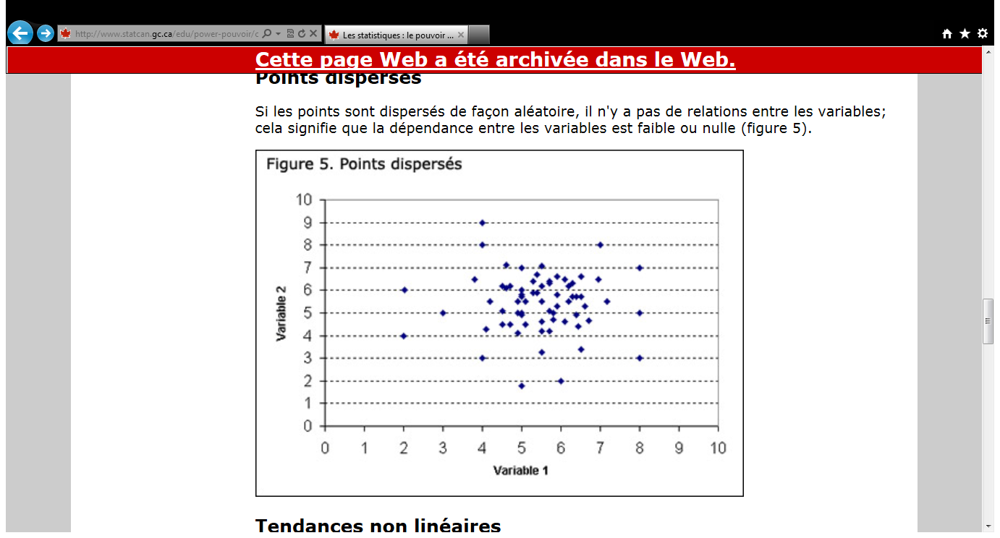 http://www.statcan.gc.ca/edu/power-pouvoir/c
Les statistiques : le pouvoir ...
Cette page Web a été archivée dans le Web.
Points dispersés
Si les points sont dispersés de façon aléatoire, il n'y a pas de relations entre les variables;
cela signifie que la dépendance entre les variables est faible ou nulle (figure 5).
Figure 5. Points dispersés
10
9
8
7
6
5
4
3
2
1
0
Variable 2
0 1 2 3 4 5 6 7 8 9 10
Variable 1
Tendances non linéaires